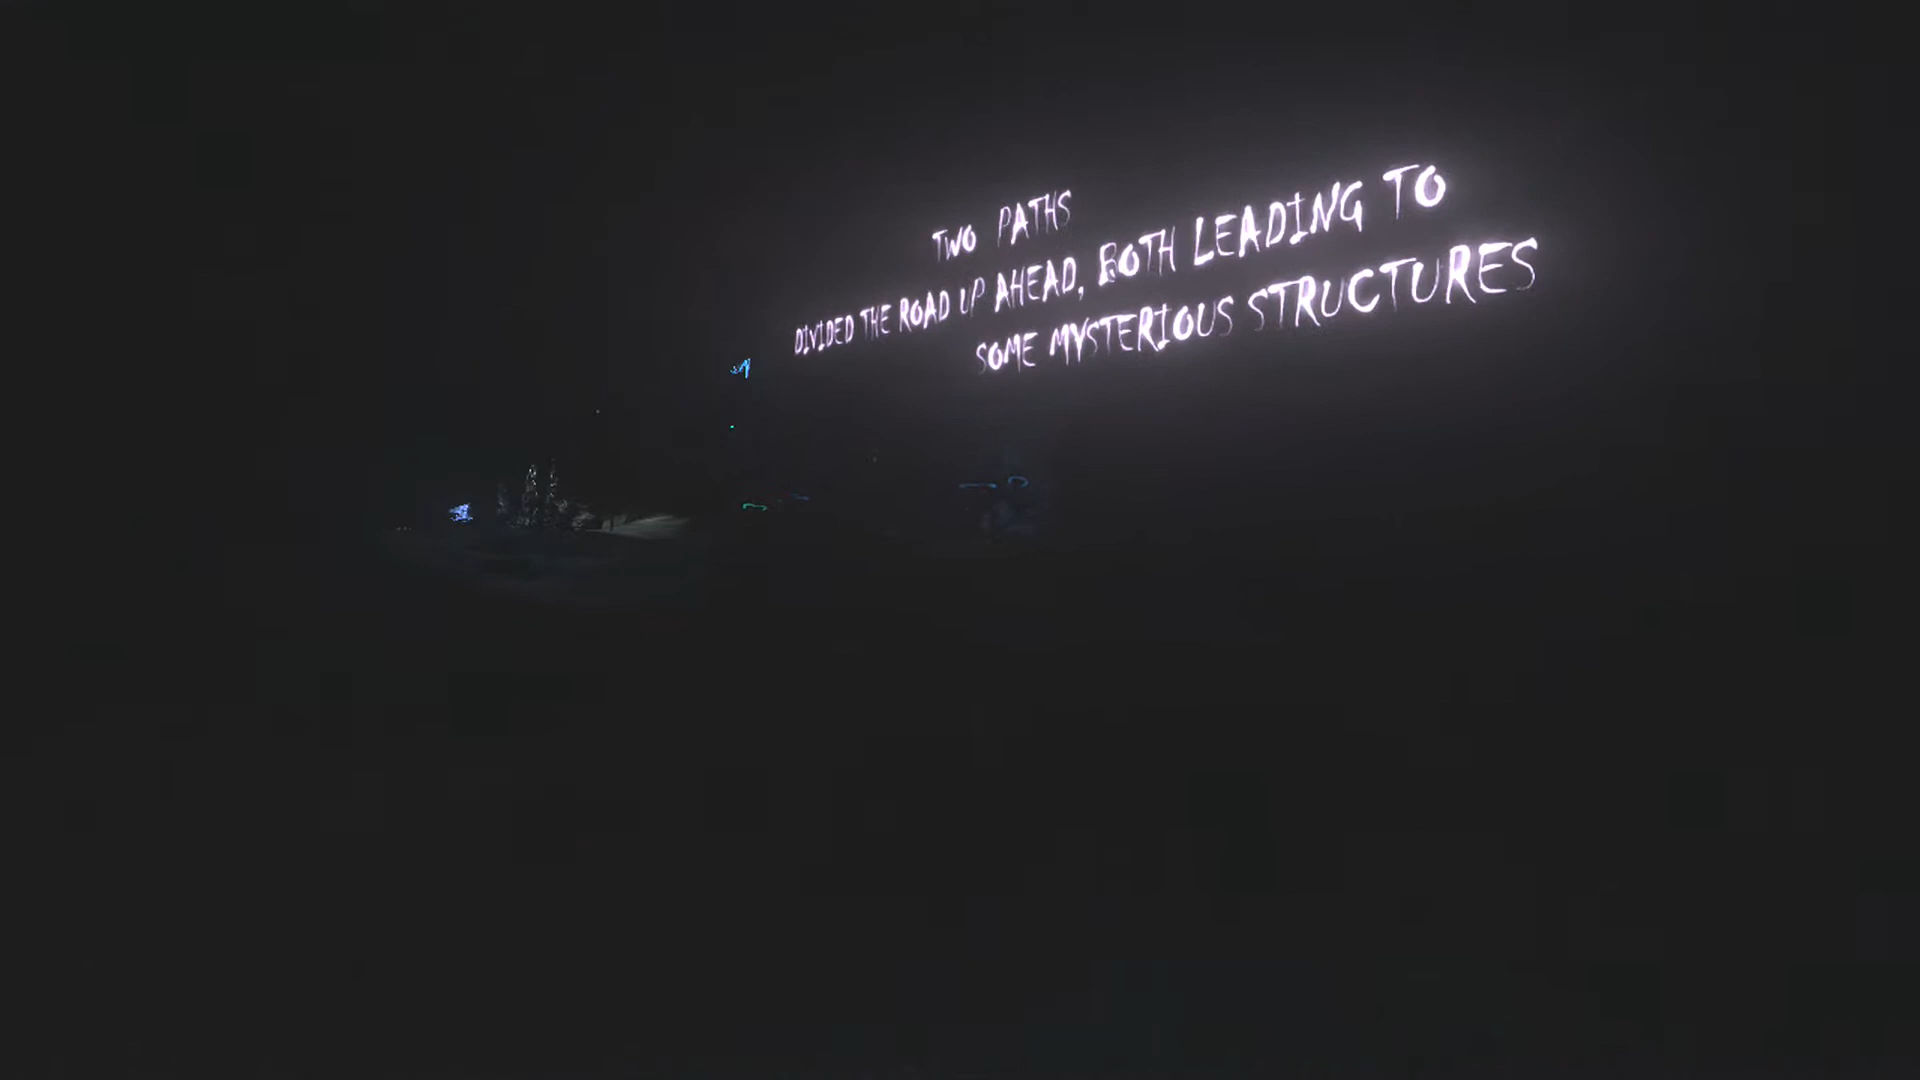 TWO PATHS
DIVIDED THE ROAD UP AHEAD, BOTH LEADING TO
SOME MYSTERIOUS STRUCTURES